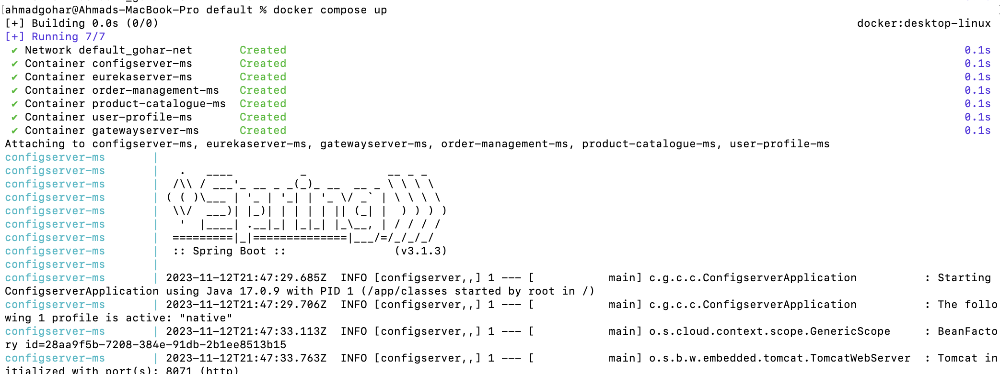 [ahmadgohar@Ahmads-MacBook-Pro default % docker compose up
[+] Building 0.0s (0/0) docker:desktop-linux
[+] Running 7/7
✔ Network default_gohar-net Created 0.1s
✔ Container configserver-ms Created 0.1s
✔ Container eurekaserver-ms Created 0.1s
✔ Container order-management-ms Created 0.1s
✔ Container product-catalogue-ms Created 0.1s
✔ Container user-profile-ms Created 0.1s
✔ Container gatewayserver-ms Created 0.1s
Attaching to configserver-ms, eurekaserver-ms, gatewayserver-ms, order-management-ms, product-catalogue-ms, user-profile-ms
configserver-ms |
configserver-ms |   .   ____          _            __ _ _
configserver-ms |  /\\ / ___'_ __ _ _(_)_ __  __ _ \ \ \ \
configserver-ms | ( ( )\___ | '_ | '_| | '_ \/ _` | \ \ \ \
configserver-ms |  \\/  ___)| |_)| | | | | || (_| |  ) ) ) )
configserver-ms |   '  |____| .__|_| |_|_| |_\__, | / / / /
configserver-ms |  =========|_|==============|___/=/_/_/_/
configserver-ms |  :: Spring Boot ::                (v3.1.3)
configserver-ms |
configserver-ms | 2023-11-12T21:47:29.685Z  INFO [configserver,,] 1 --- [           main] c.g.c.c.ConfigserverApplication          : Starting
ConfigserverApplication using Java 17.0.9 with PID 1 (/app/classes started by root in /)
configserver-ms | 2023-11-12T21:47:29.706Z  INFO [configserver,,] 1 --- [           main] c.g.c.c.ConfigserverApplication          : The follo
wing 1 profile is active: "native"
configserver-ms | 2023-11-12T21:47:33.113Z  INFO [configserver,,] 1 --- [           main] o.s.cloud.context.scope.GenericScope     : BeanFacto
ry id=28aa9f5b-7208-384e-91db-2b1ee8513b15
configserver-ms | 2023-11-12T21:47:33.763Z  INFO [configserver,,] 1 --- [           main] o.s.b.w.embedded.tomcat.TomcatWebServer  : Tomcat in
itialized with port(s): 8071 (http)